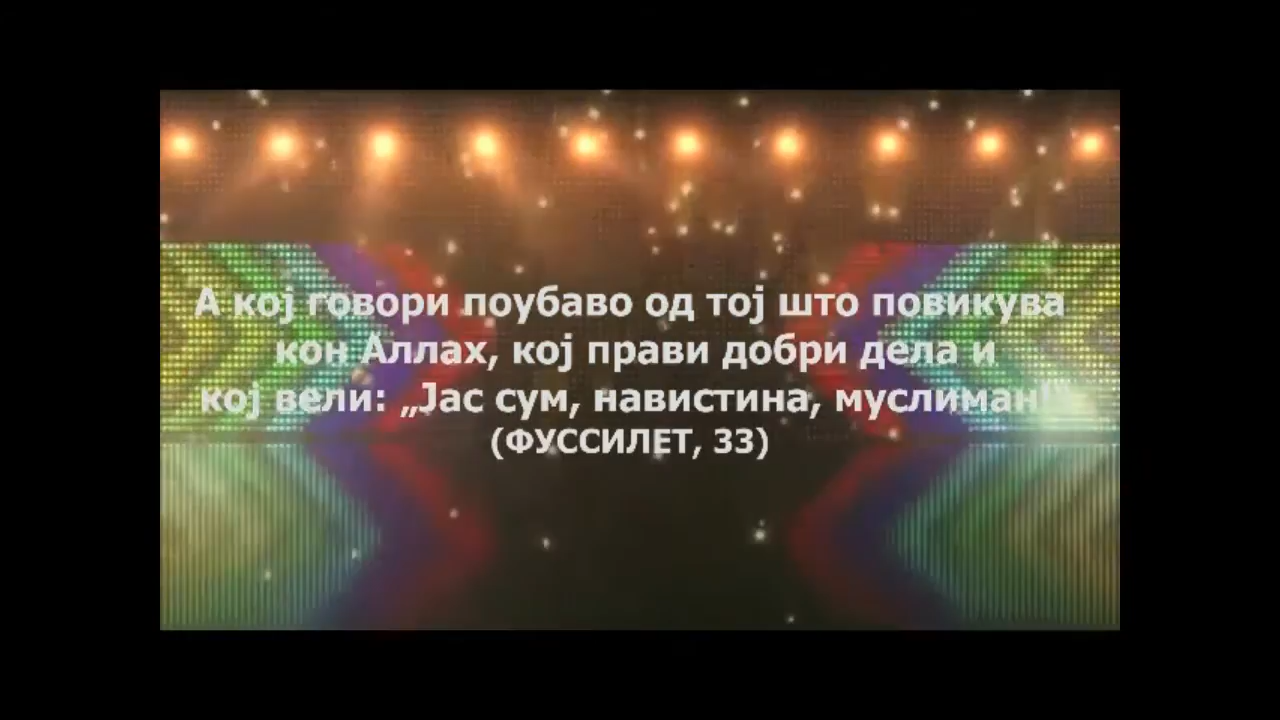 А кој говори поубаво од тој што повикува
кон Аллах, кој прави добри дела и
кој вели: „Јас сум, навистина, муслиман!“
(ФУССИЛЕТ, 33)